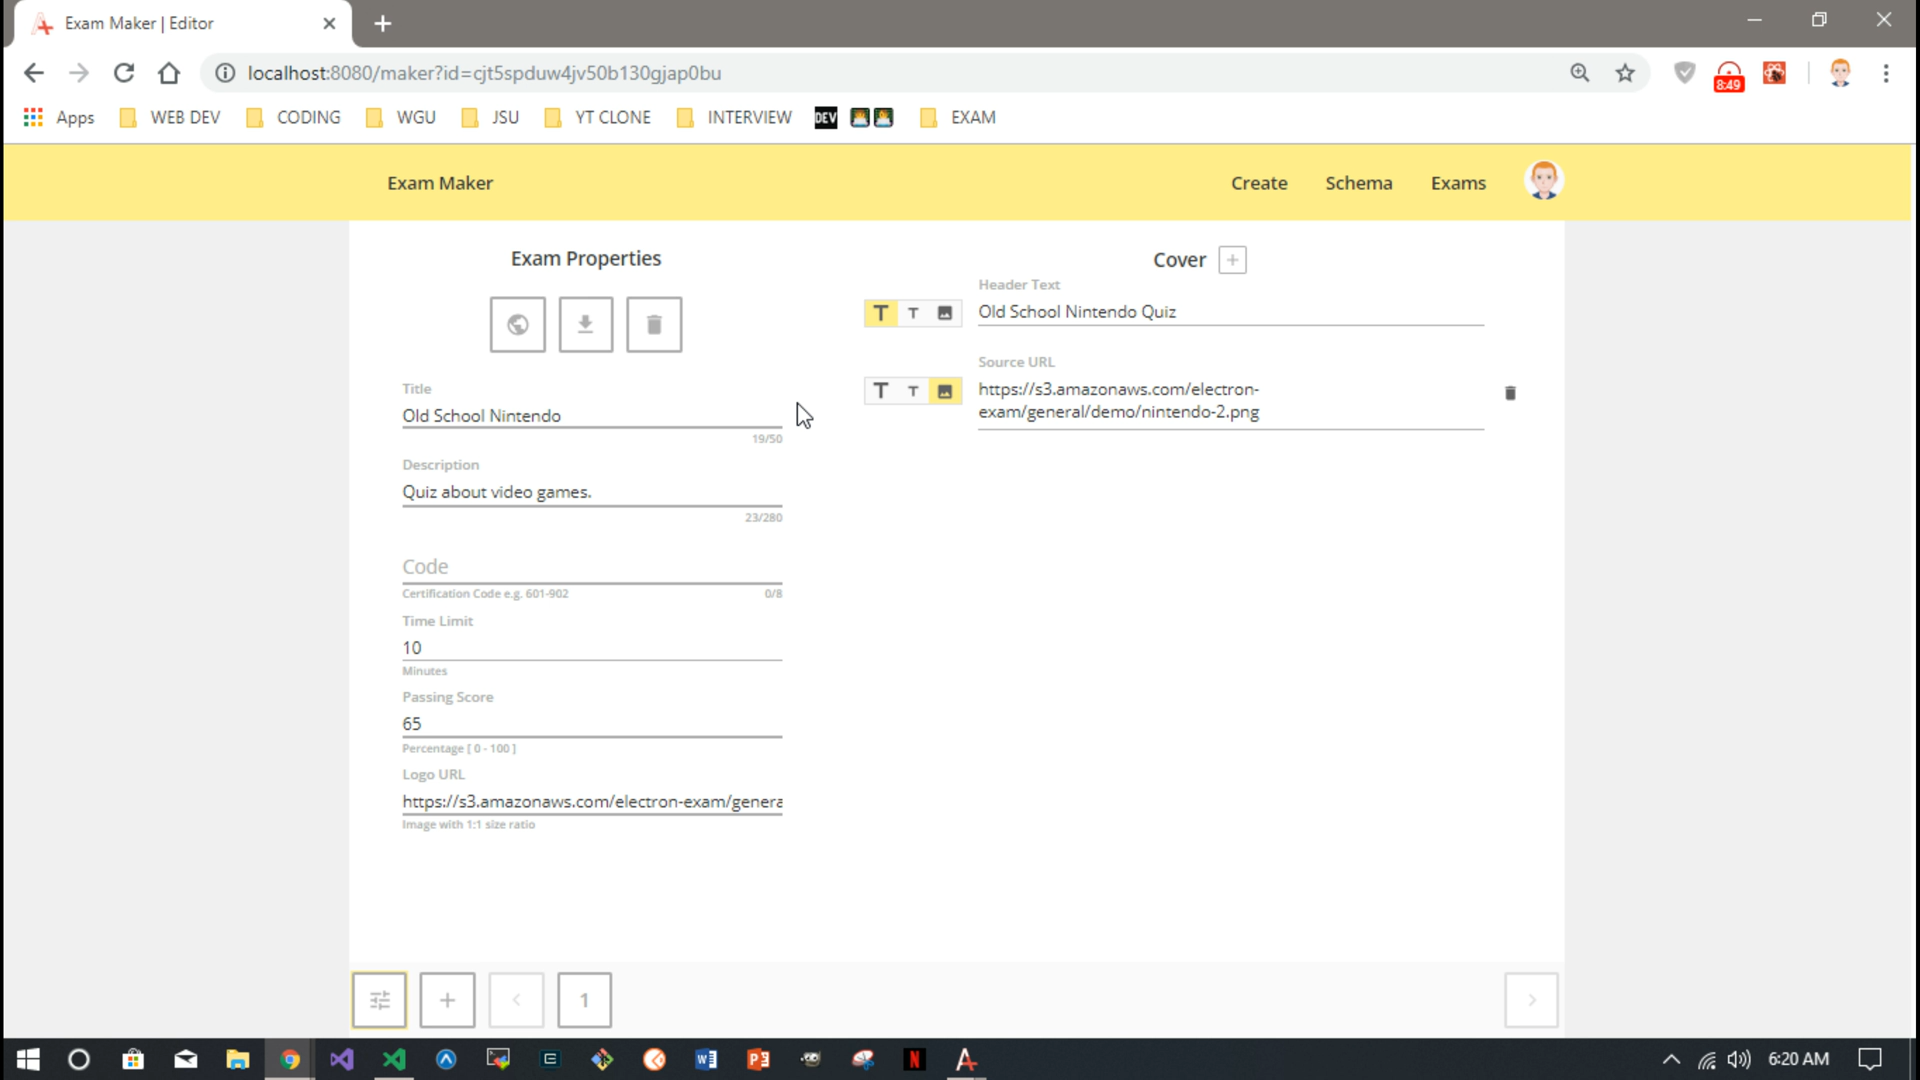 Exam Maker | Editor
localhost:8080/maker?id=cjt5spduw4jv50b130gjap0bu
8:49
Apps
WEB DEV
CODING
WGU
JSU
YT CLONE
INTERVIEW
DEV
EXAM
Exam Maker
Create
Schema
Exams
Exam Properties
Cover
Header Text
T T
Old School Nintendo Quiz
Source URL
T T
https://s3.amazonaws.com/electron-
exam/general/demo/nintendo-2.png
Title
Old School Nintendo
19/50
Description
Quiz about video games.
23/280
Code
Certification Code e.g. 601-902
0/8
Time Limit
10
Minutes
Passing Score
65
Percentage [ 0 - 100 ]
Logo URL
https://s3.amazonaws.com/electron-exam/genera
Image with 1:1 size ratio
1
6:20 AM